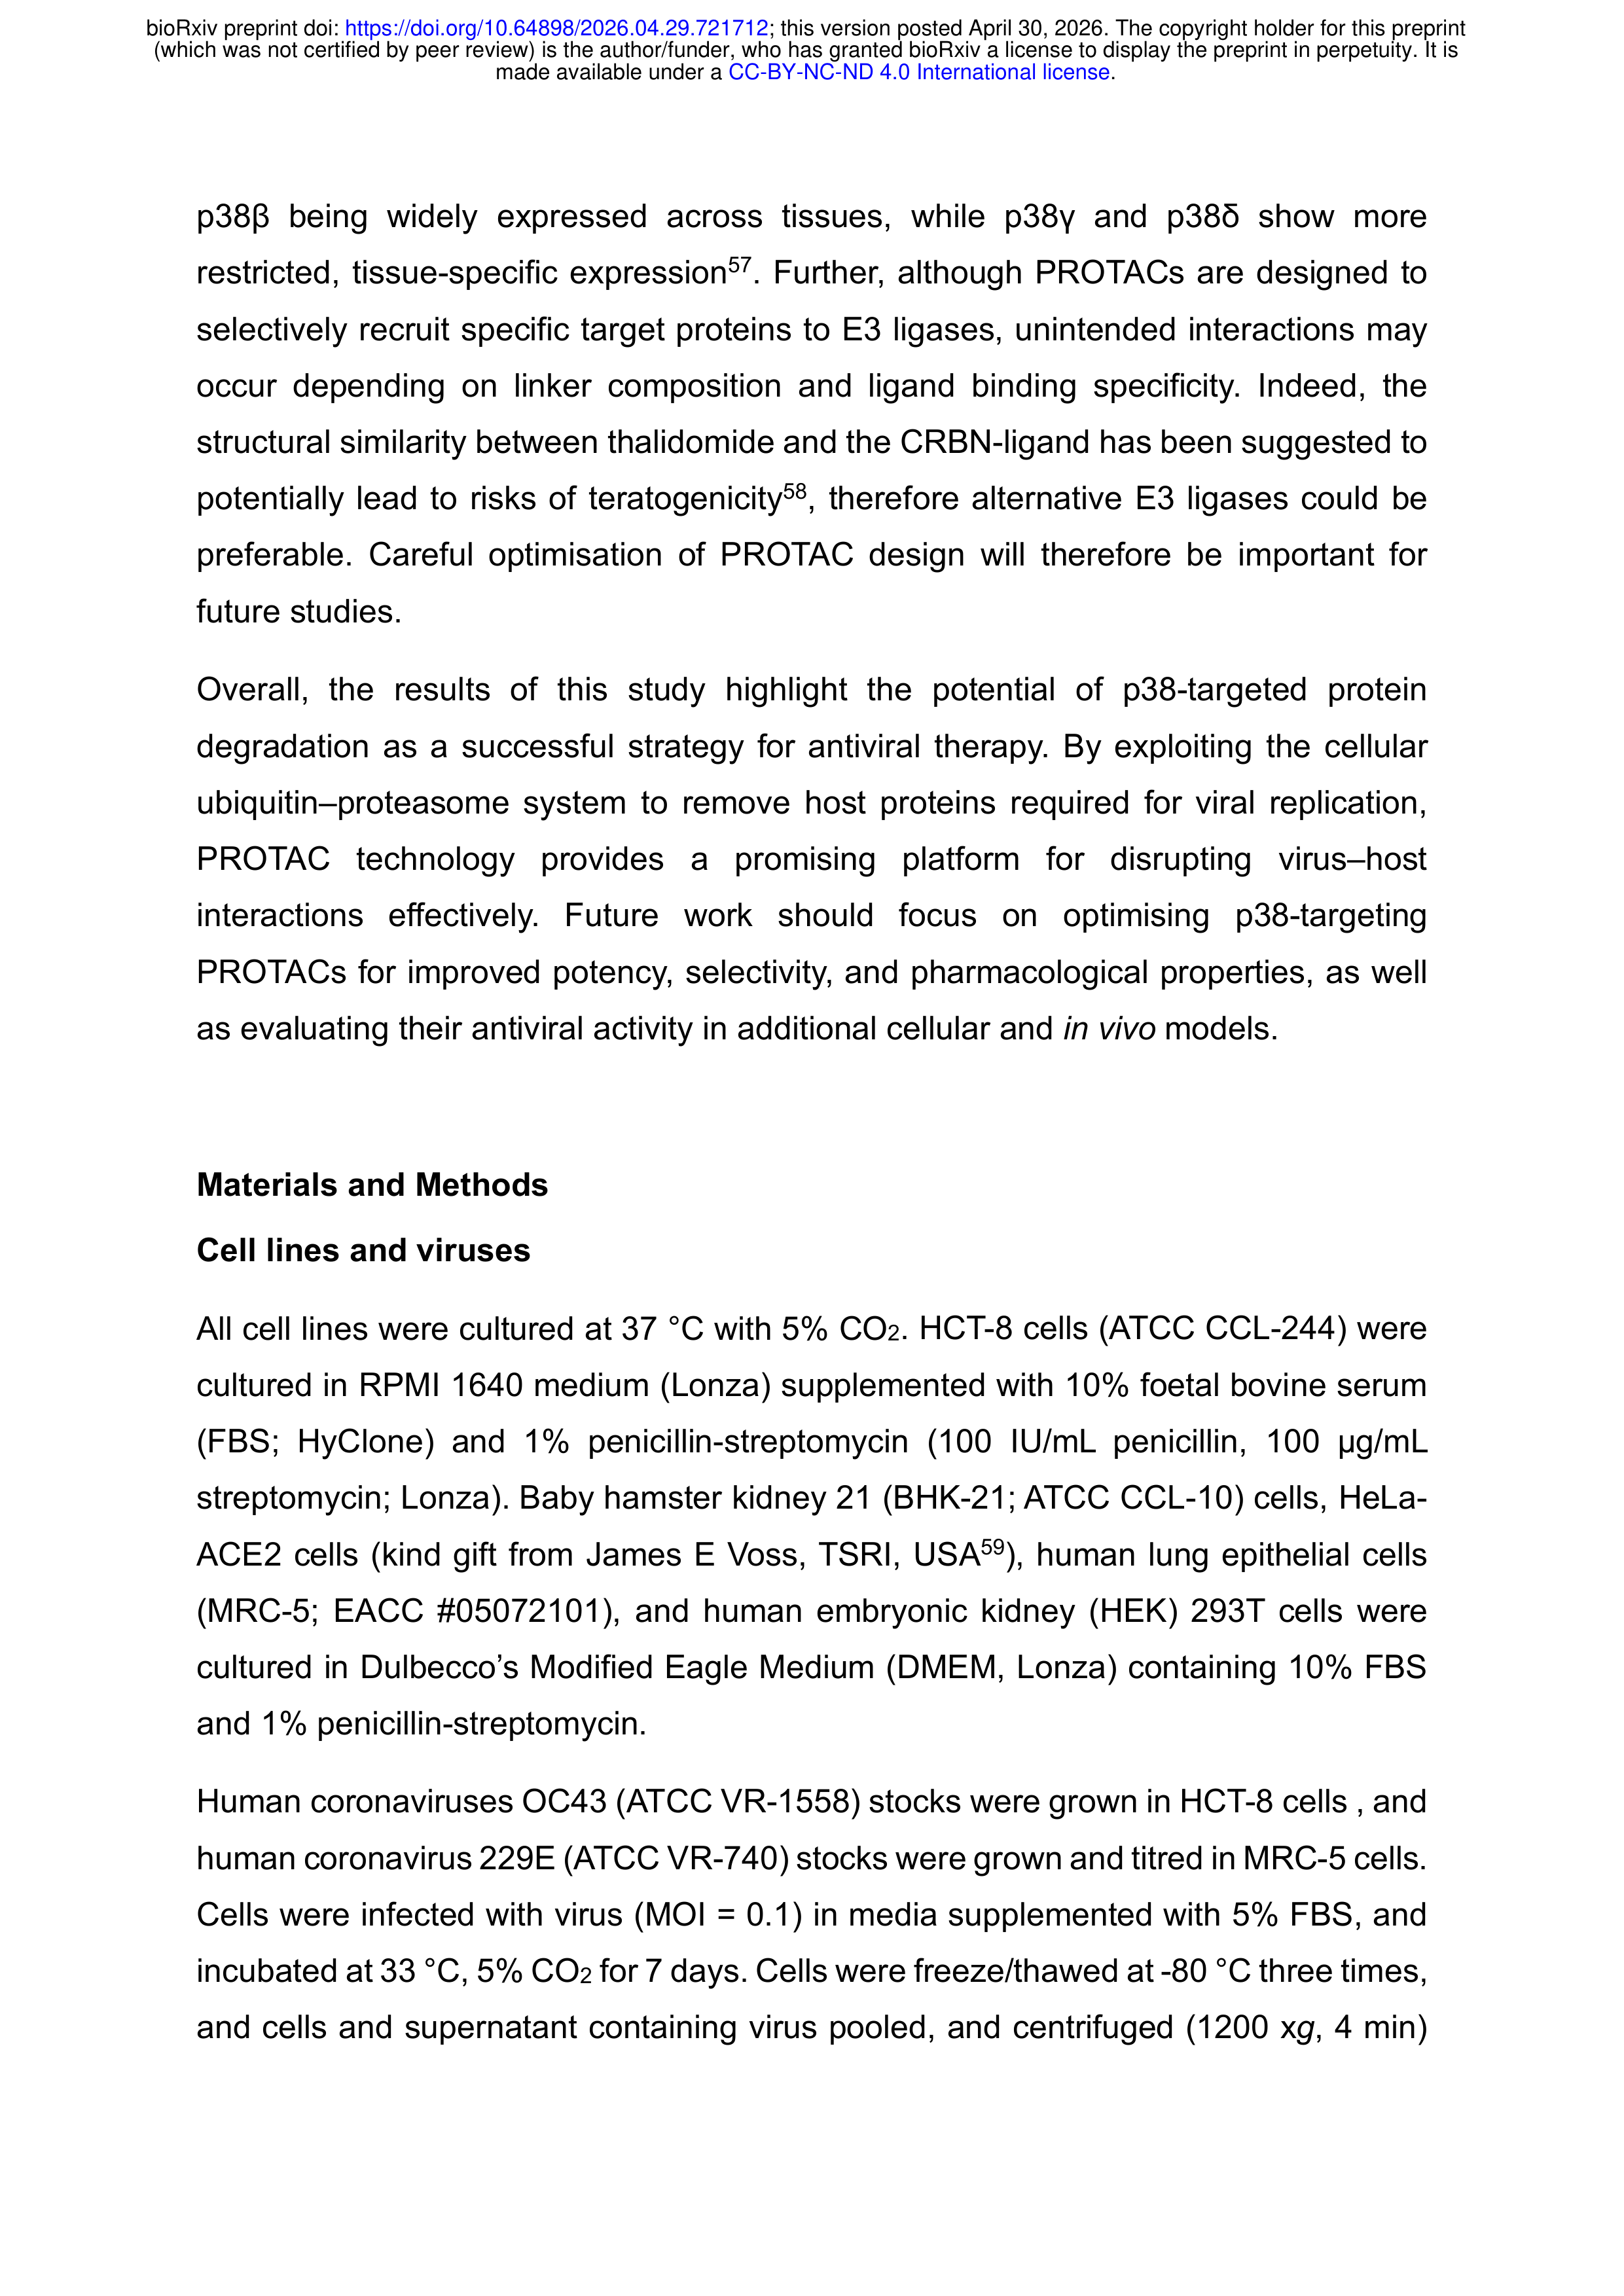 bioRxiv preprint doi: https://doi.org/10.64898/2026.04.29.721712; this version posted April 30, 2026. The copyright holder for this preprint
(which was not certified by peer review) is the author/funder, who has granted bioRxiv a license to display the preprint in perpetuity. It is
made available under a CC-BY-NC-ND 4.0 International license.
p38β being widely expressed across tissues, while p38γ and p38δ show more
restricted, tissue-specific expression57. Further, although PROTACs are designed to
selectively recruit specific target proteins to E3 ligases, unintended interactions may
occur depending on linker composition and ligand binding specificity. Indeed, the
structural similarity between thalidomide and the CRBN-ligand has been suggested to
potentially lead to risks of teratogenicity58, therefore alternative E3 ligases could be
preferable. Careful optimisation of PROTAC design will therefore be important for
future studies.
Overall, the results of this study highlight the potential of p38-targeted protein
degradation as a successful strategy for antiviral therapy. By exploiting the cellular
ubiquitin–proteasome system to remove host proteins required for viral replication,
PROTAC technology provides a promising platform for disrupting virus–host
interactions effectively. Future work should focus on optimising p38-targeting
PROTACs for improved potency, selectivity, and pharmacological properties, as well
as evaluating their antiviral activity in additional cellular and in vivo models.
Materials and Methods
Cell lines and viruses
All cell lines were cultured at 37 °C with 5% CO2. HCT-8 cells (ATCC CCL-244) were
cultured in RPMI 1640 medium (Lonza) supplemented with 10% foetal bovine serum
(FBS; HyClone) and 1% penicillin-streptomycin (100 IU/mL penicillin, 100 μg/mL
streptomycin; Lonza). Baby hamster kidney 21 (BHK-21; ATCC CCL-10) cells, HeLa-
ACE2 cells (kind gift from James E Voss, TSRI, USA59), human lung epithelial cells
(MRC-5; EACC #05072101), and human embryonic kidney (HEK) 293T cells were
cultured in Dulbecco’s Modified Eagle Medium (DMEM, Lonza) containing 10% FBS
and 1% penicillin-streptomycin.
Human coronaviruses OC43 (ATCC VR-1558) stocks were grown in HCT-8 cells , and
human coronavirus 229E (ATCC VR-740) stocks were grown and titred in MRC-5 cells.
Cells were infected with virus (MOI = 0.1) in media supplemented with 5% FBS, and
incubated at 33 °C, 5% CO2 for 7 days. Cells were freeze/thawed at -80 °C three times,
and cells and supernatant containing virus pooled, and centrifuged (1200 xg, 4 min)